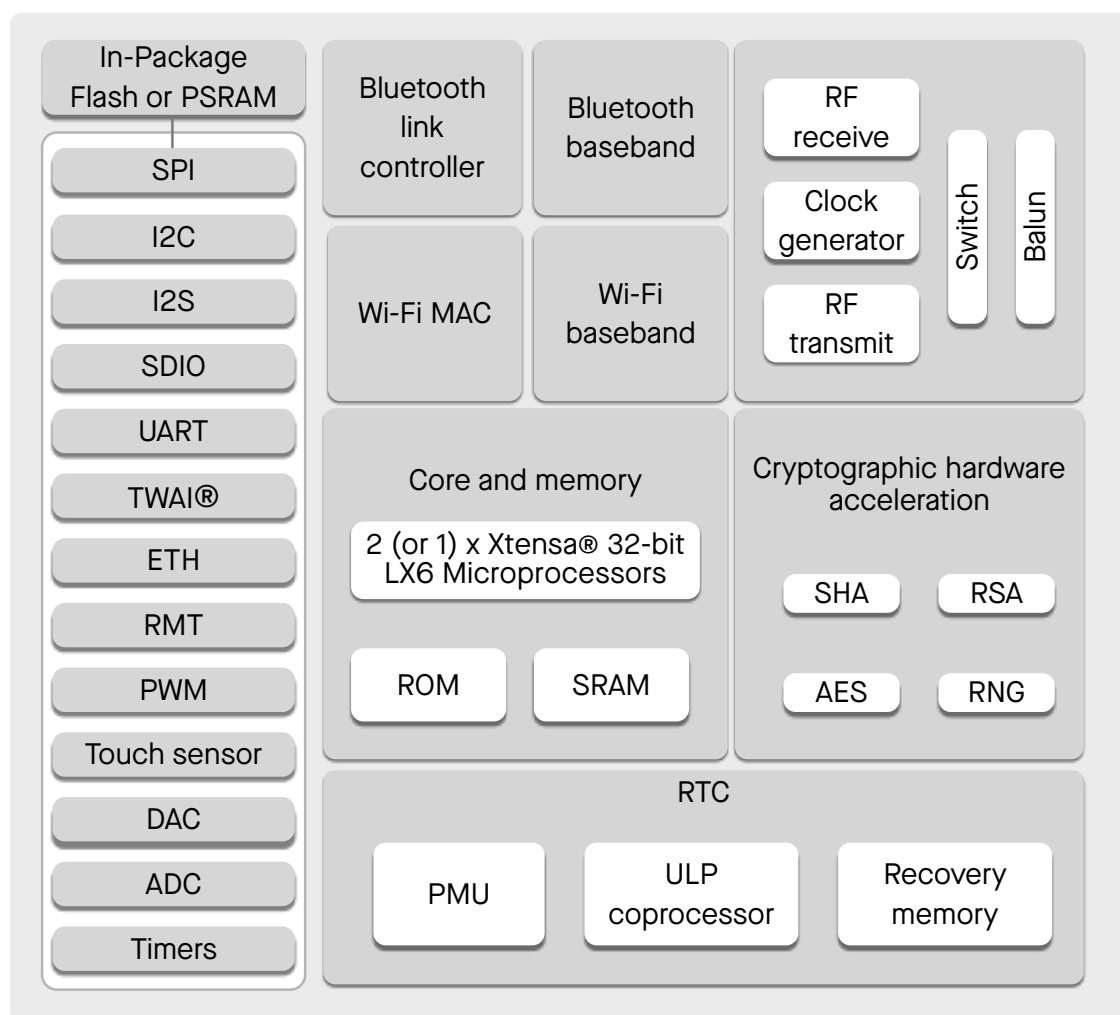 In-Package
Flash or PSRAM
SPI
I2C
I2S
SDIO
UART
TWAI®
ETH
RMT
PWM
Touch sensor
DAC
ADC
Timers
Bluetooth
link
controller
Bluetooth
baseband
Wi-Fi MAC
Wi-Fi
baseband
RF
receive
Clock
generator
RF
transmit
Switch
Balun
Core and memory
2 (or 1) x Xtensa® 32-bit
LX6 Microprocessors
ROM
SRAM
Cryptographic hardware
acceleration
SHA
RSA
AES
RNG
RTC
PMU
ULP
coprocessor
Recovery
memory